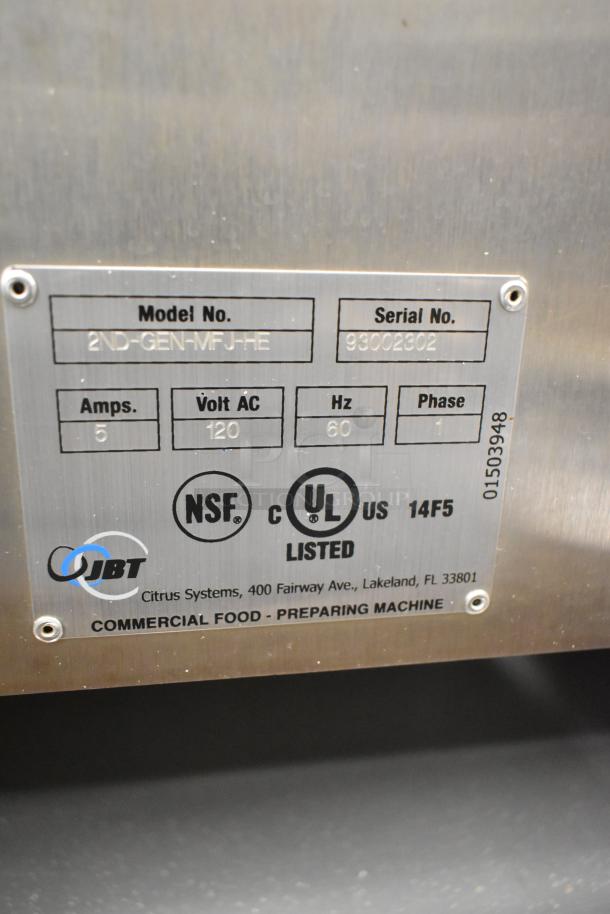 Model No. Serial No.
2ND-GEN-MFJ-HE 93002302
Amps. Volt AC Hz Phase
5 120 60 1
01503948
NSF® C UL® US 14F5
LISTED
JBT
Citrus Systems, 400 Fairway Ave., Lakeland, FL 33801
COMMERCIAL FOOD - PREPARING MACHINE